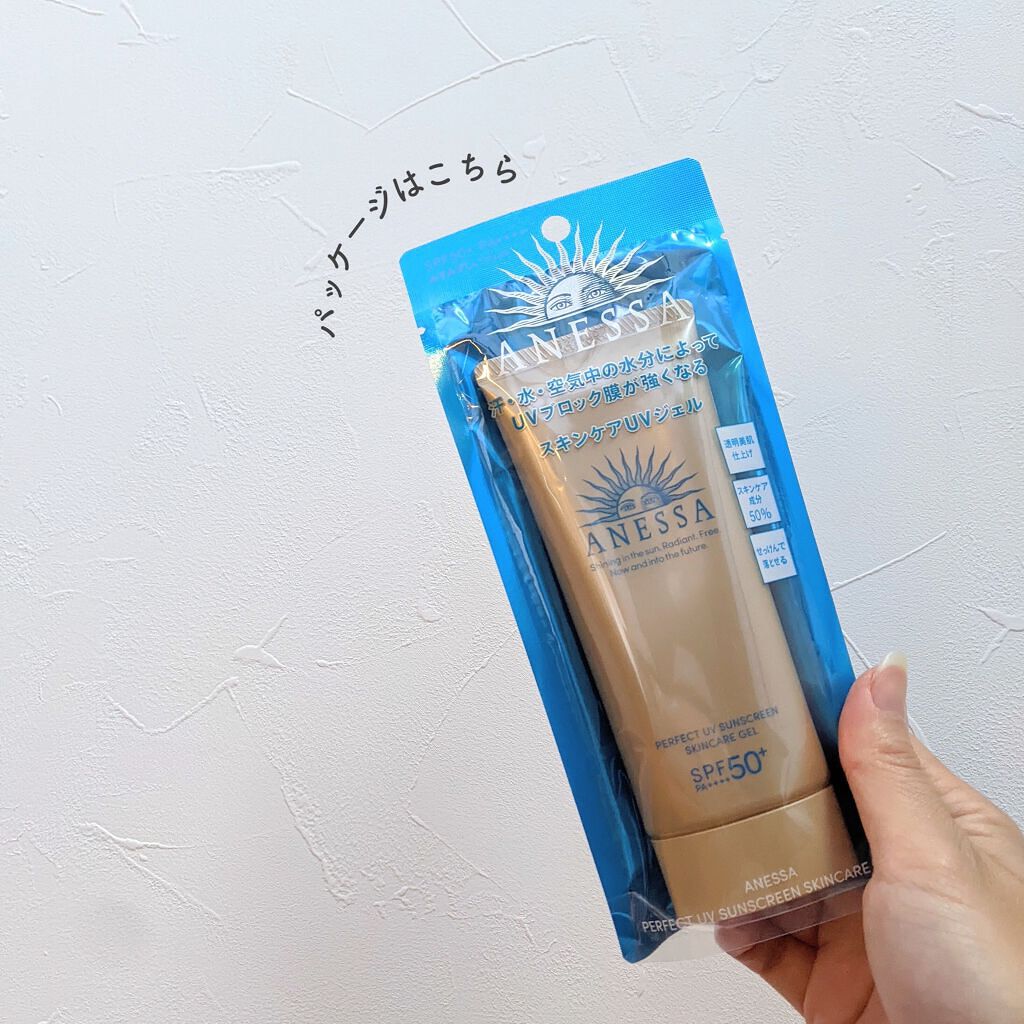 パッケージはこちら
ANESSA
汗・水・空気中の水分によって
UVブロック膜が強くなる
スキンケアUVジェル
透明美肌
仕上げ
スキンケア
成分
50%
せっけんで
落とせる
ANESSA
Shining in the sun. Radiant. Free.
Now and into the future.
PERFECT UV SUNSCREEN
SKINCARE GEL
SPF50+
PA++++
ANESSA
PERFECT UV SUNSCREEN SKINCARE